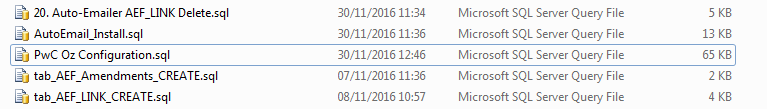 20. Auto-Emailer AEF_LINK Delete.sql 30/11/2016 11:34 Microsoft SQL Server Query File 5 KB
AutoEmail_Install.sql 30/11/2016 11:36 Microsoft SQL Server Query File 13 KB
PwC Oz Configuration.sql 30/11/2016 12:46 Microsoft SQL Server Query File 65 KB
tab_AEF_Amendments_CREATE.sql 07/11/2016 11:36 Microsoft SQL Server Query File 2 KB
tab_AEF_LINK_CREATE.sql 08/11/2016 10:57 Microsoft SQL Server Query File 4 KB